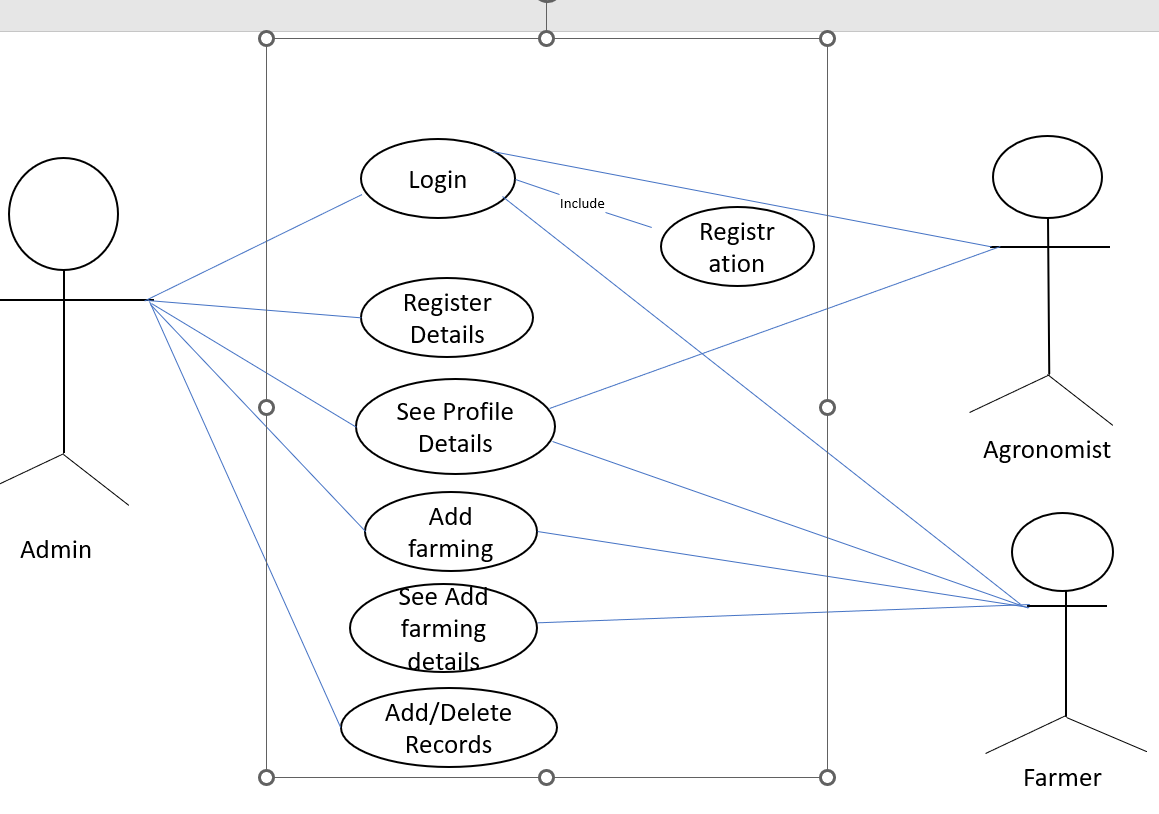 Login
Include
Registr
ation
Register
Details
See Profile
Details
Agronomist
Add
farming
Admin
See Add
farming
details
Add/Delete
Records
Farmer